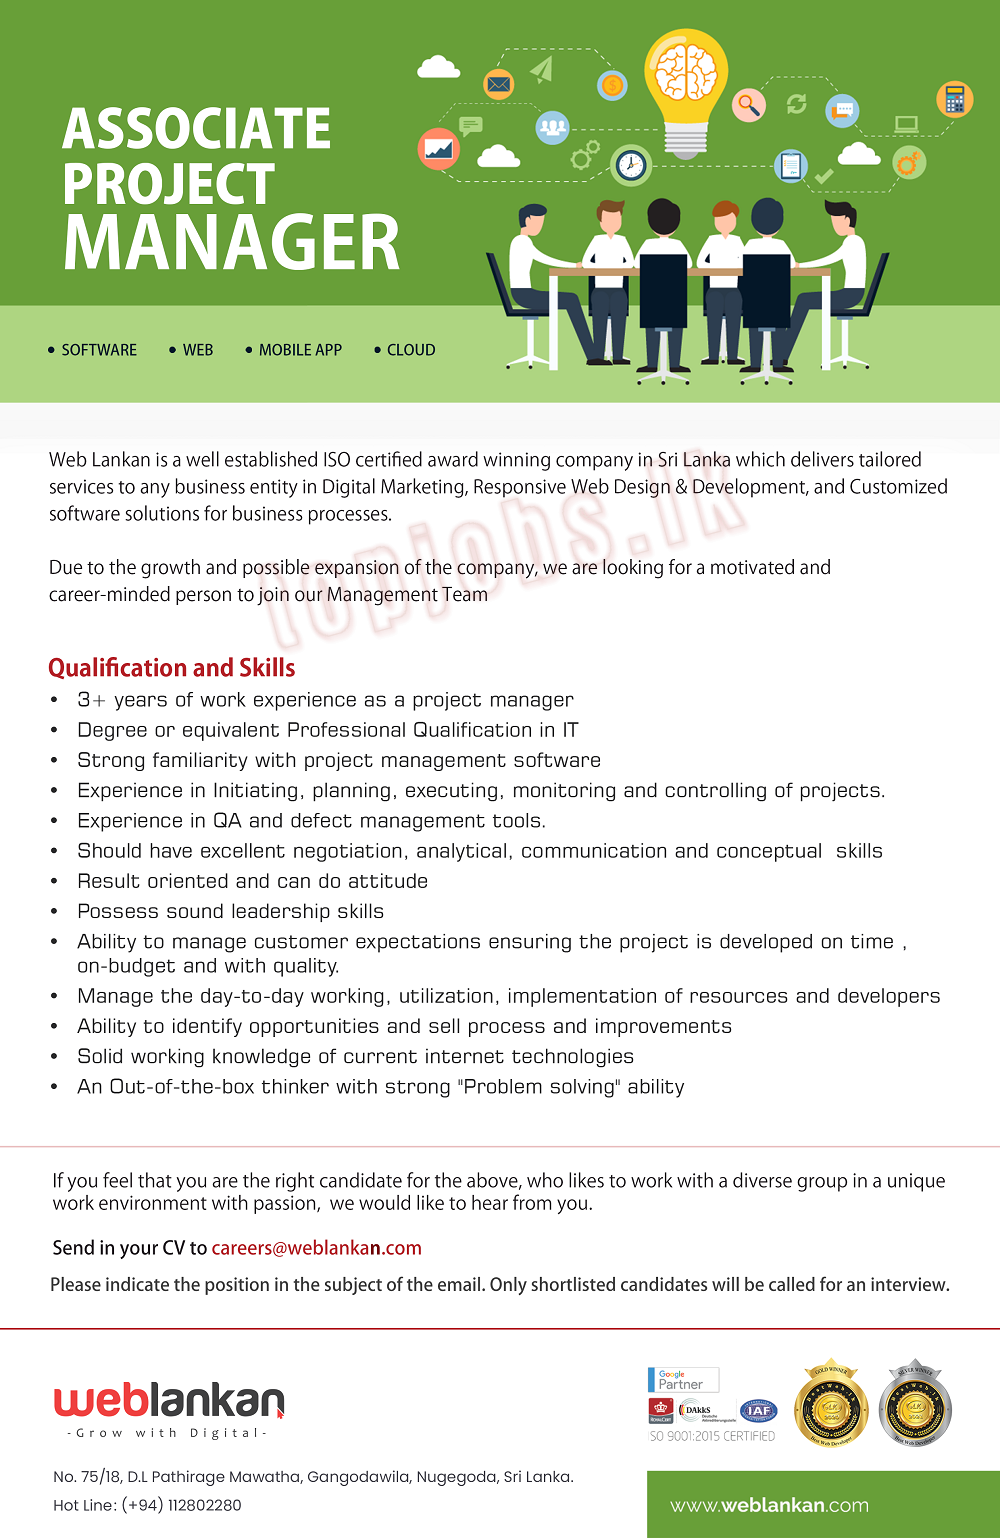 ASSOCIATE
PROJECT
MANAGER
• SOFTWARE • WEB • MOBILE APP • CLOUD
Web Lankan is a well established ISO certified award winning company in Sri Lanka which delivers tailored
services to any business entity in Digital Marketing, Responsive Web Design & Development, and Customized
software solutions for business processes.
Due to the growth and possible expansion of the company, we are looking for a motivated and
career-minded person to join our Management Team
topjobs.lk
Qualification and Skills
• 3+ years of work experience as a project manager
• Degree or equivalent Professional Qualification in IT
• Strong familiarity with project management software
• Experience in Initiating, planning, executing, monitoring and controlling of projects.
• Experience in QA and defect management tools.
• Should have excellent negotiation, analytical, communication and conceptual skills
• Result oriented and can do attitude
• Possess sound leadership skills
• Ability to manage customer expectations ensuring the project is developed on time ,
on-budget and with quality.
• Manage the day-to-day working, utilization, implementation of resources and developers
• Ability to identify opportunities and sell process and improvements
• Solid working knowledge of current internet technologies
• An Out-of-the-box thinker with strong "Problem solving" ability
If you feel that you are the right candidate for the above, who likes to work with a diverse group in a unique
work environment with passion, we would like to hear from you.
Send in your CV to careers@weblankan.com
Please indicate the position in the subject of the email. Only shortlisted candidates will be called for an interview.
weblankan
-Grow with Digital-
Google
Partner
DAkkS
IAF
ISO 9001:2015 CERTIFIED
GOLD WINNER
Best Web Developer
SILVER WINNER
Best Web Developer
No. 75/18, D.L Pathirage Mawatha, Gangodawila, Nugegoda, Sri Lanka.
Hot Line: (+94) 112802280
www.weblankan.com